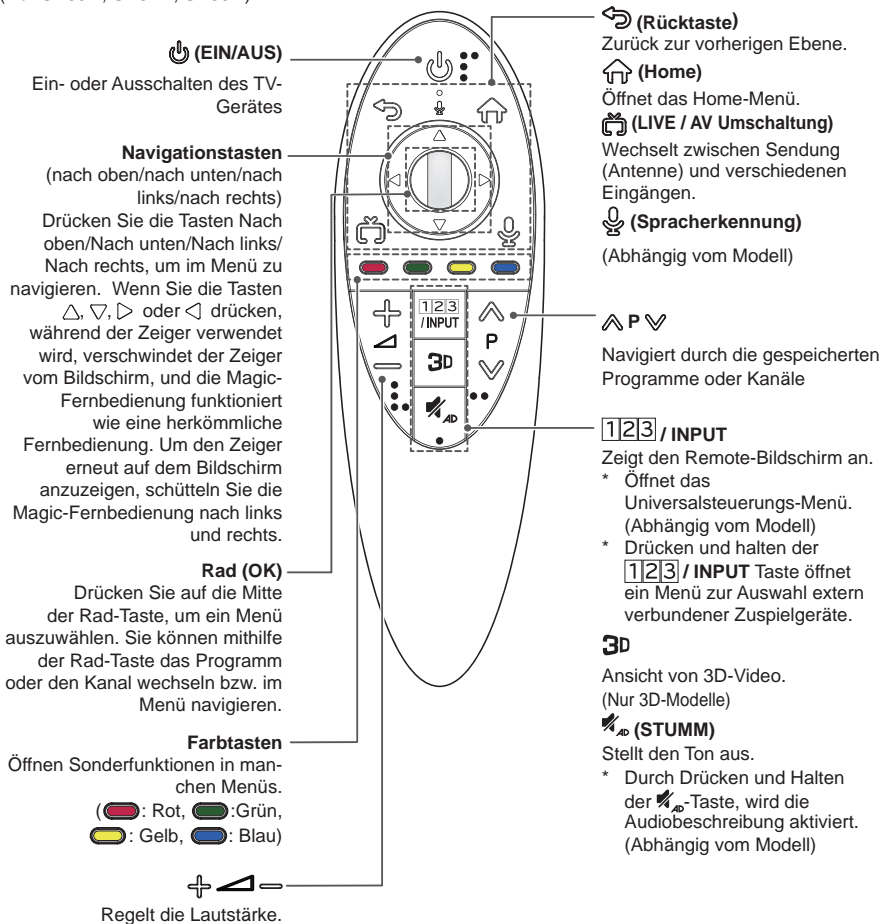 (EIN/AUS)
Ein- oder Ausschalten des TV-
Gerätes
Navigationstasten
(nach oben/nach unten/nach
links/nach rechts)
Drücken Sie die Tasten Nach
oben/Nach unten/Nach links/
Nach rechts, um im Menü zu
navigieren. Wenn Sie die Tasten
△, ▽, ▷ oder ◁ drücken,
während der Zeiger verwendet
wird, verschwindet der Zeiger
vom Bildschirm, und die Magic-
Fernbedienung funktioniert
wie eine herkömmliche
Fernbedienung. Um den Zeiger
erneut auf dem Bildschirm
anzuzeigen, schütteln Sie die
Magic-Fernbedienung nach links
und rechts.
Rad (OK)
Drücken Sie auf die Mitte
der Rad-Taste, um ein Menü
auszuwählen. Sie können mithilfe
der Rad-Taste das Programm
oder den Kanal wechseln bzw. im
Menü navigieren.
Farbtasten
Öffnen Sonderfunktionen in man-
chen Menüs.
(: Rot, :Grün,
: Gelb, : Blau)
Regelt die Lautstärke.
123
/ INPUT
P
3D
AD
(Rücktaste)
Zurück zur vorherigen Ebene.
(Home)
Öffnet das Home-Menü.
(LIVE / AV Umschaltung)
Wechselt zwischen Sendung
(Antenne) und verschiedenen
Eingängen.
(Spracherkennung)
(Abhängig vom Modell)
P
Navigiert durch die gespeicherten
Programme oder Kanäle
123 / INPUT
Zeigt den Remote-Bildschirm an.
* Öffnet das
Universalsteuerungs-Menü.
(Abhängig vom Modell)
* Drücken und halten der
123 / INPUT Taste öffnet
ein Menü zur Auswahl extern
verbundener Zuspielgeräte.
3D
Ansicht von 3D-Video.
(Nur 3D-Modelle)
AD (STUMM)
Stellt den Ton aus.
* Durch Drücken und Halten
der AD-Taste, wird die
Audiobeschreibung aktiviert.
(Abhängig vom Modell)